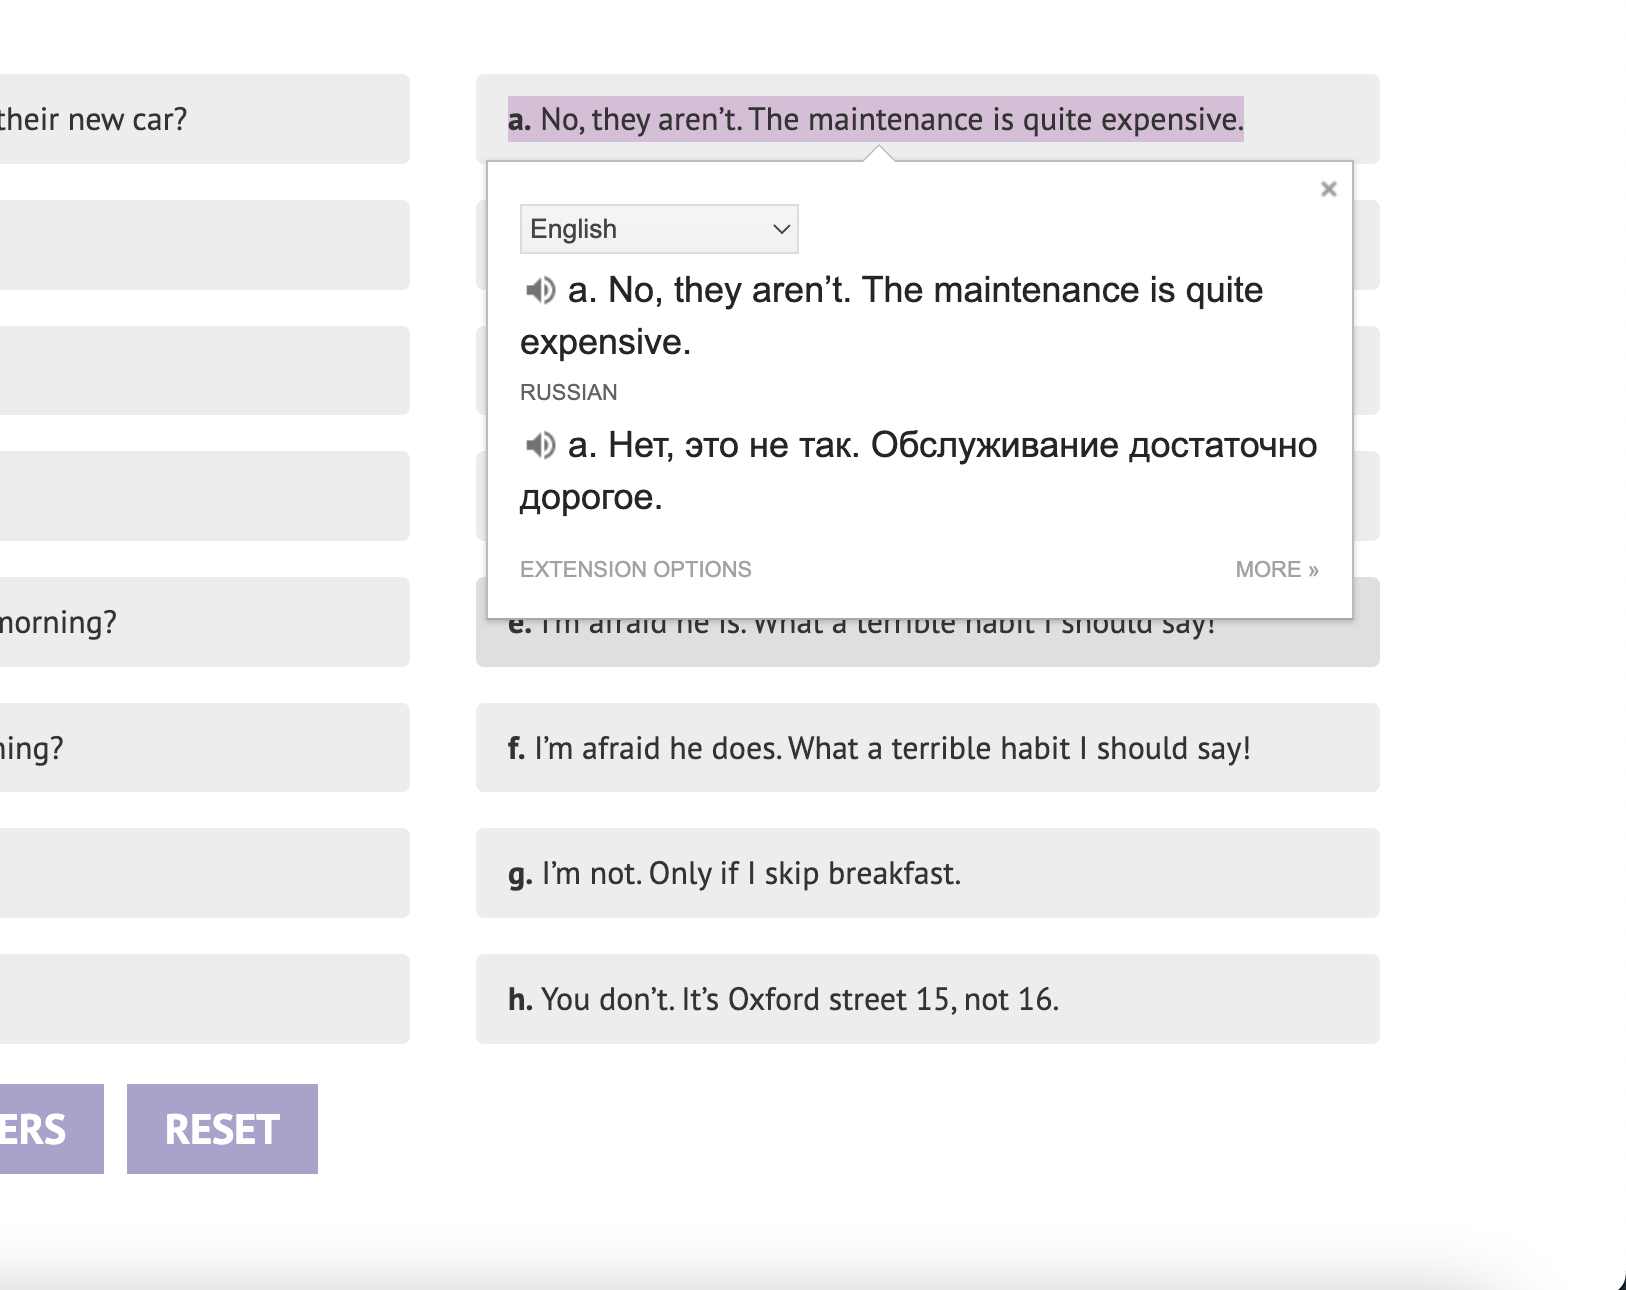 their new car?
a. No, they aren’t. The maintenance is quite expensive.
English
a. No, they aren’t. The maintenance is quite
expensive.
RUSSIAN
a. Нет, это не так. Обслуживание достаточно
дорогое.
EXTENSION OPTIONS
MORE »
morning?
e. I’m afraid he is. What a terrible habit I should say!
ning?
f. I’m afraid he does. What a terrible habit I should say!
g. I’m not. Only if I skip breakfast.
h. You don’t. It’s Oxford street 15, not 16.
ERS
RESET